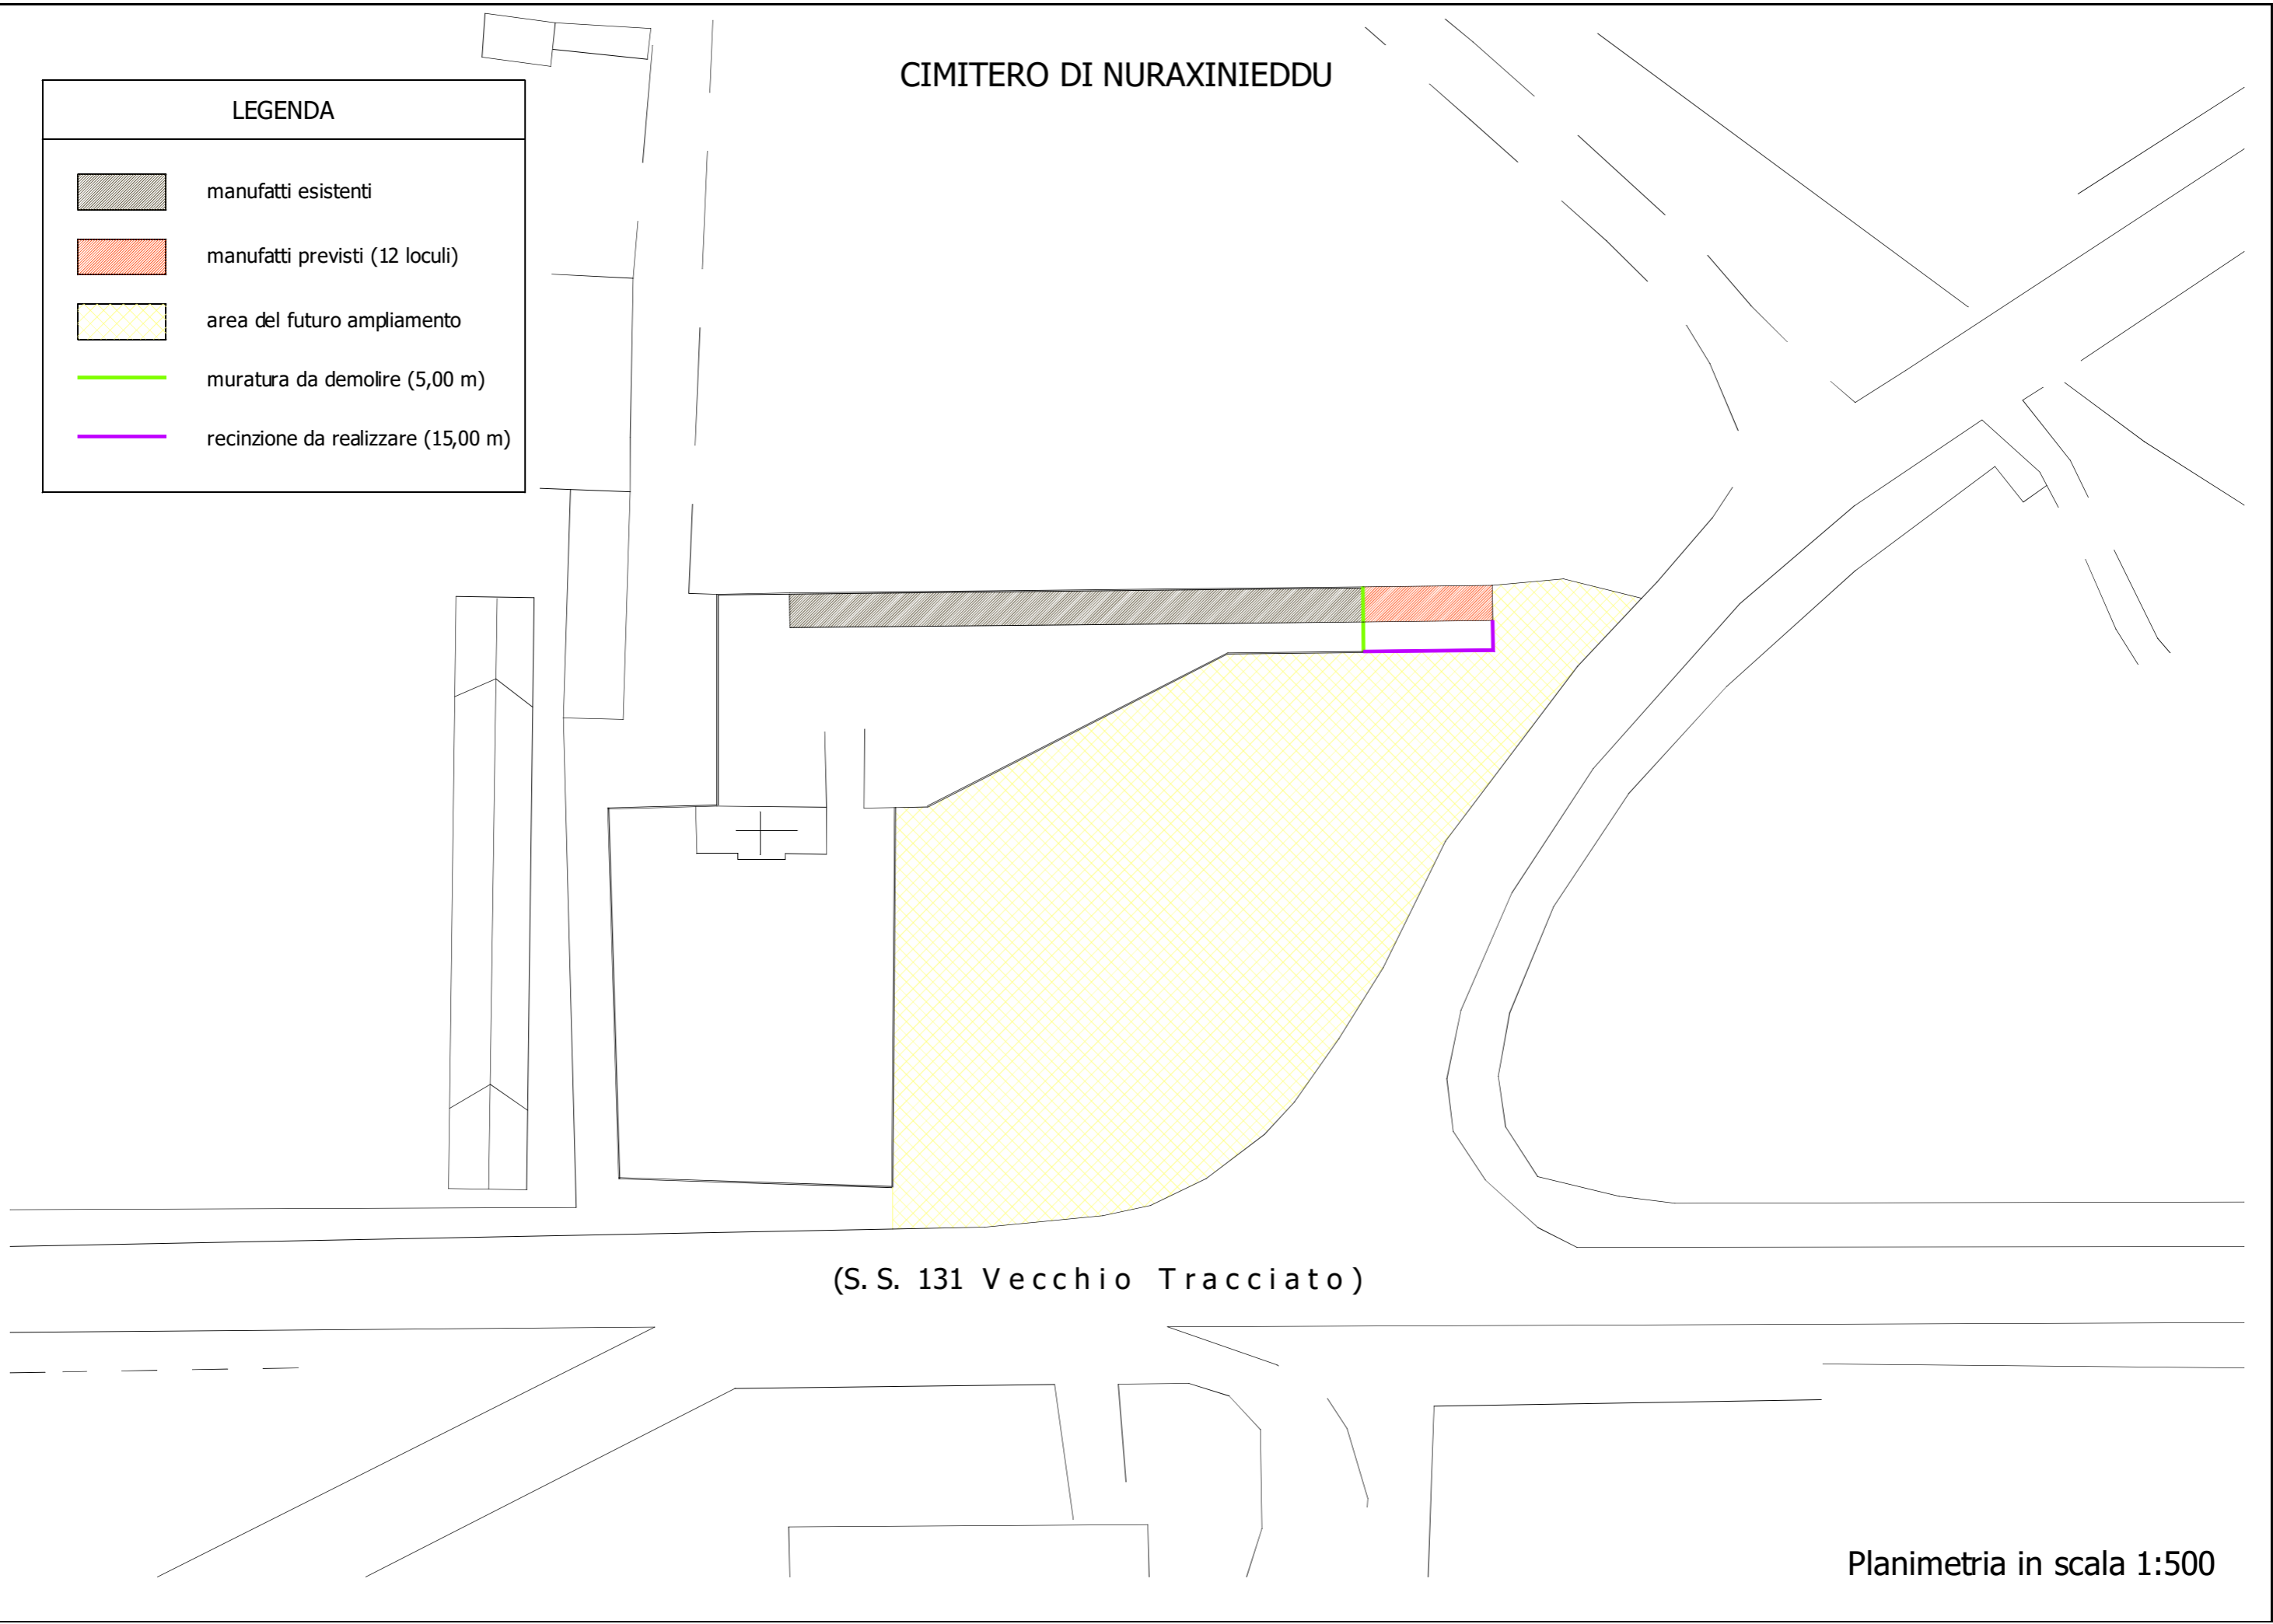 CIMITERO DI NURAXINIEDDU
LEGENDA
manufatti esistenti
manufatti previsti (12 loculi)
area del futuro ampliamento
muratura da demolire (5,00 m)
recinzione da realizzare (15,00 m)
(S. S. 131 Vecchio Tracciato)
Planimetria in scala 1:500